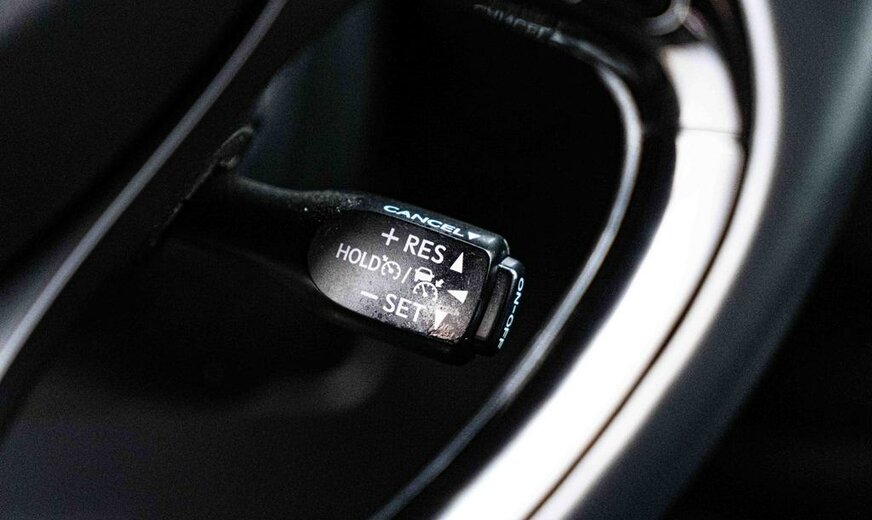 CANCEL▼
+ RES ▲
HOLD /
− SET ▼
ON-OFF